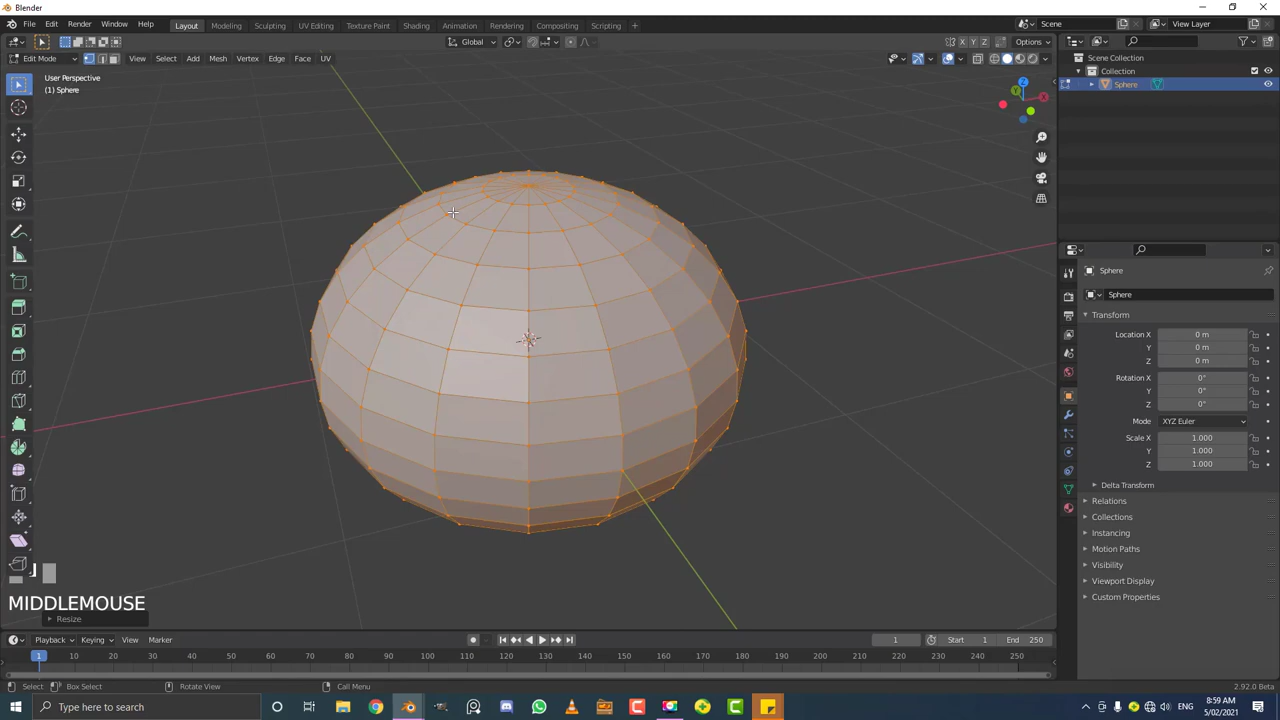 Blender
File Edit Render Window Help Layout Modeling Sculpting UV Editing Texture Paint Shading Animation Rendering Compositing Scripting + Scene View Layer
Global X Y Z Options
Edit Mode View Select Add Mesh Vertex Edge Face UV
Scene Collection
Collection
Sphere
User Perspective
(1) Sphere
Z
Y
X
Sphere
Sphere
Transform
Location X 0 m
Y 0 m
Z 0 m
Rotation X 0°
Y 0°
Z 0°
Mode XYZ Euler
Scale X 1.000
Y 1.000
Z 1.000
Delta Transform
Relations
Collections
Instancing
Motion Paths
Visibility
Viewport Display
Custom Properties
MIDDLEMOUSE
Resize
Playback Keying View Marker 1 Start 1 End 250
1 10 20 30 40 50 60 70 80 90 100 110 120 130 140 150 160 170 180 190 200 210 220 230 240 250
Select Box Select Rotate View Call Menu 2.92.0 Beta
Type here to search ENG 8:59 AM
5/02/2021